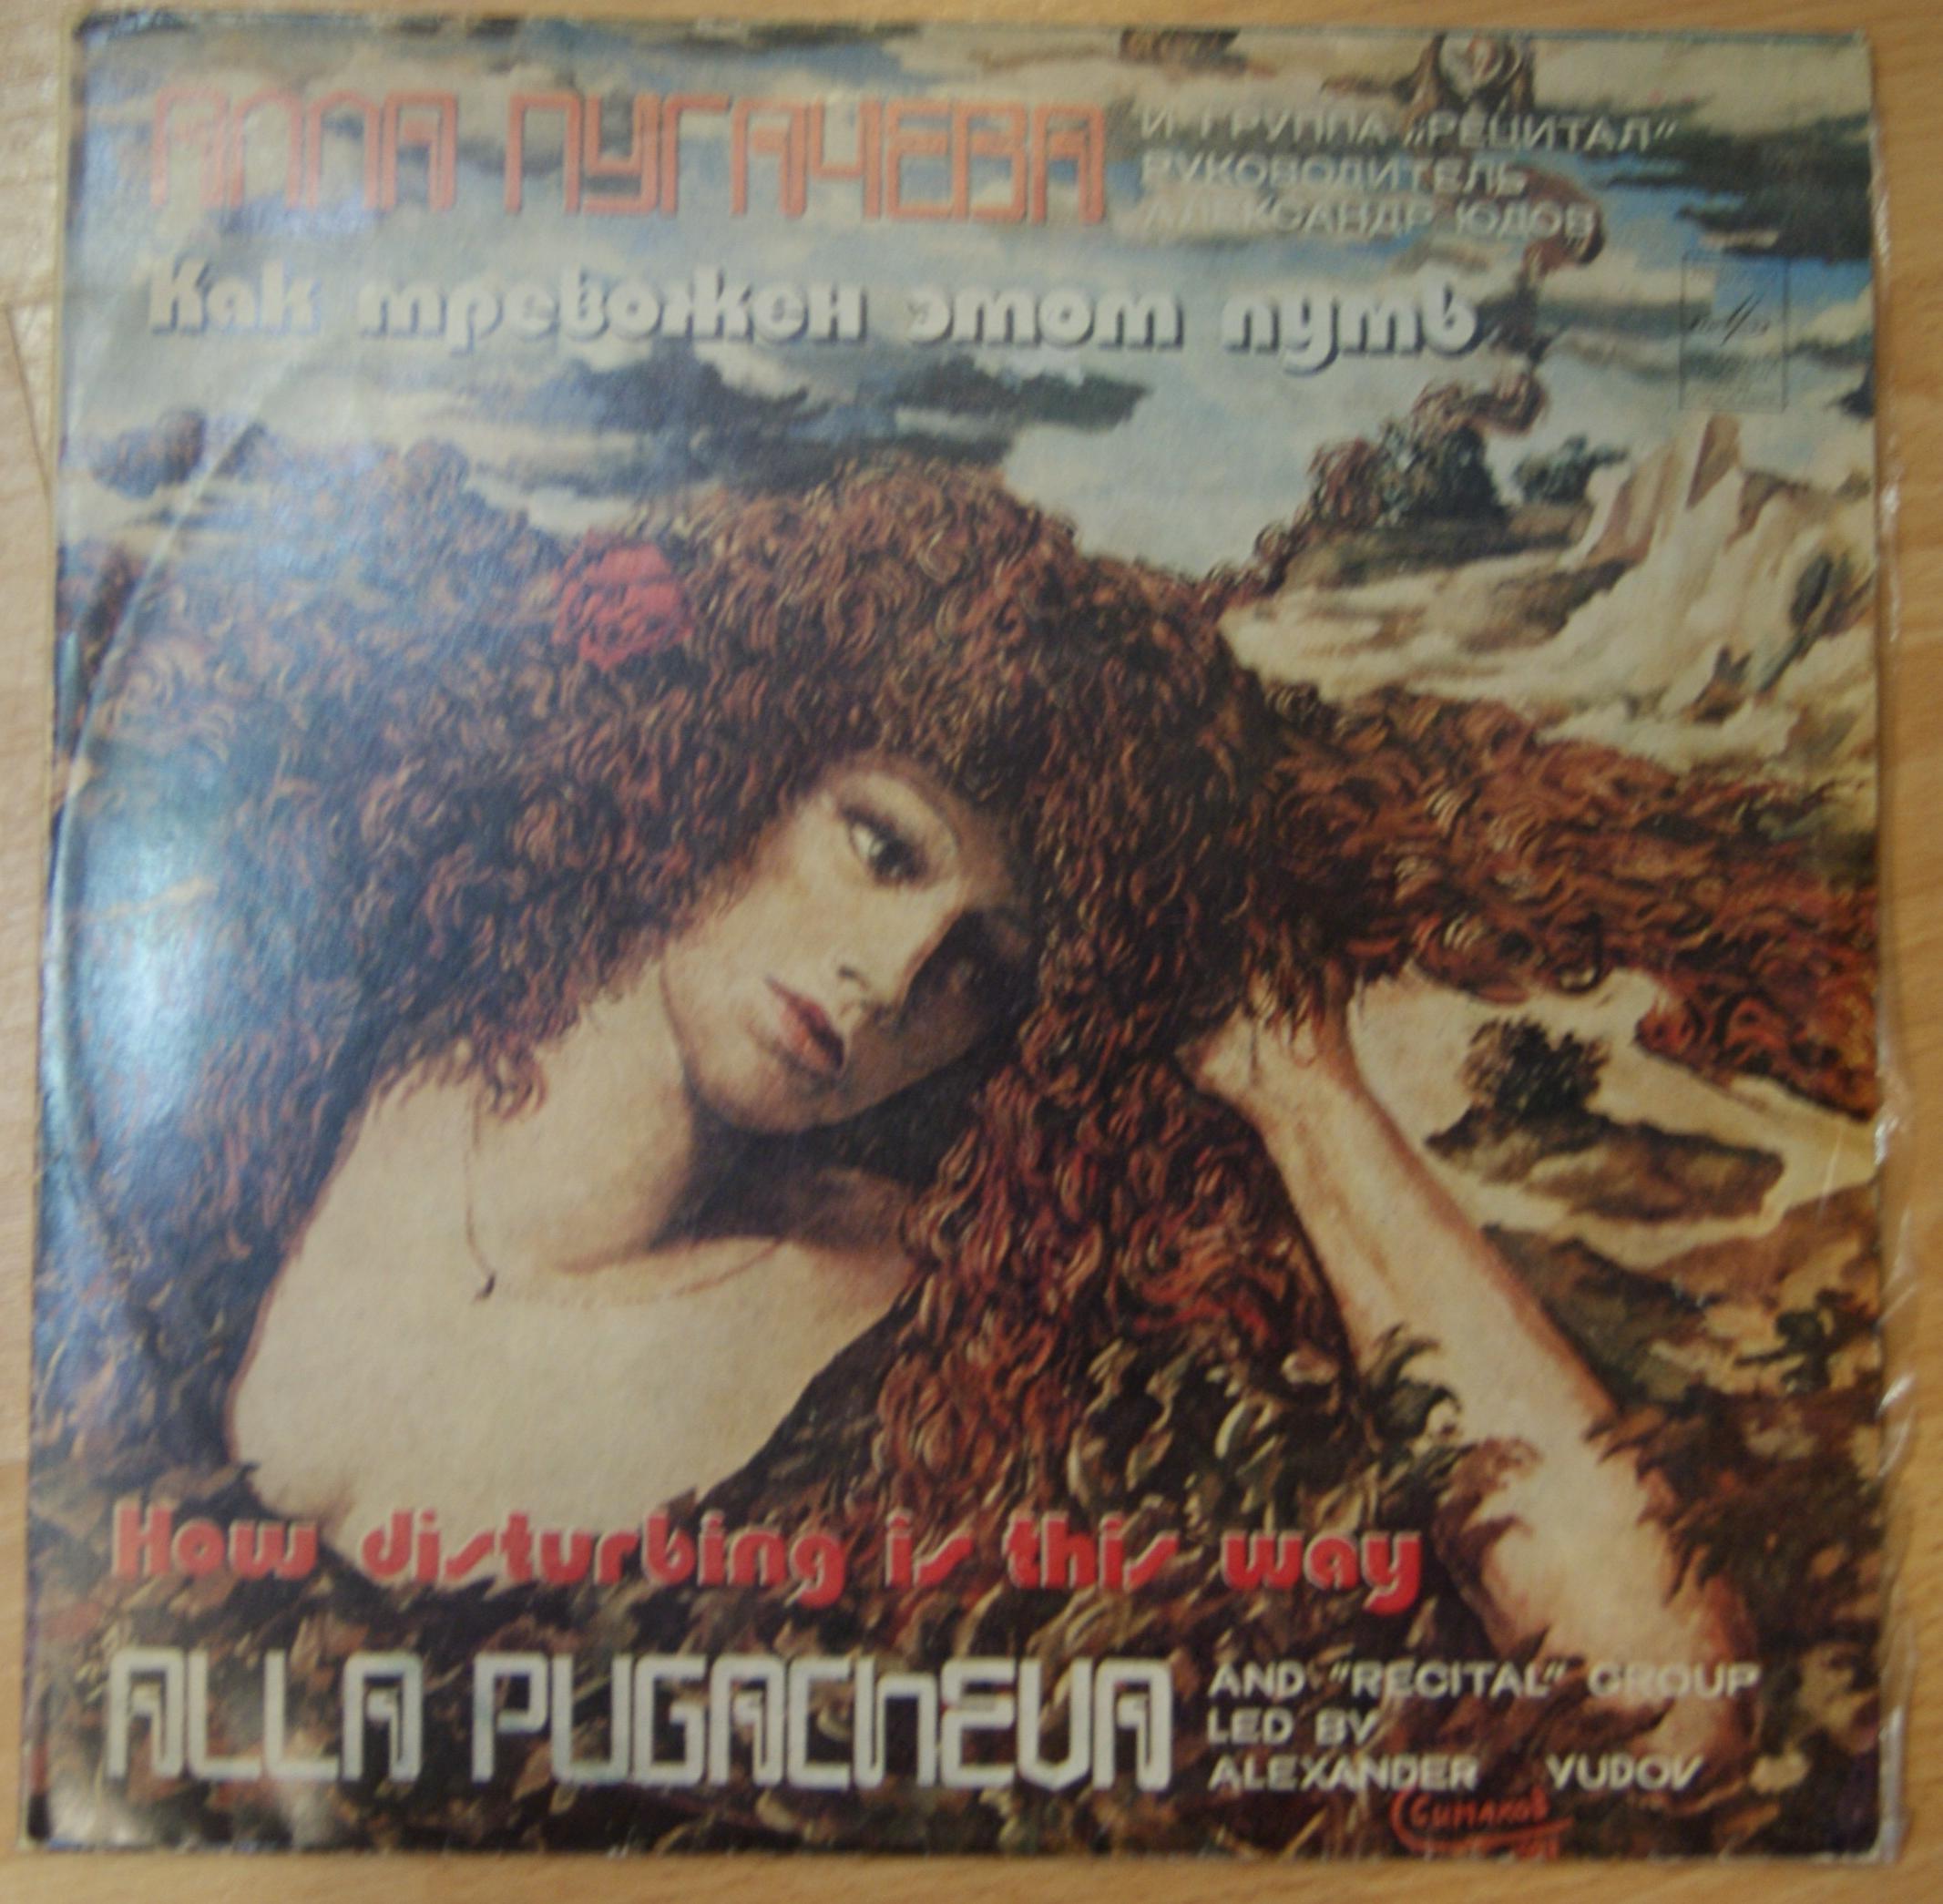 АЛЛА ПУГАЧЕВА
И ГРУППА „РЕЦИТАЛ"
РУКОВОДИТЕЛЬ
АЛЕКСАНДР ЮДОВ
Как тревожен этот путь
How disturbing is this way
ALLA PUGAChEVA
AND "RECITAL" GROUP
LED BY
ALEXANDER YUDOV
Симаков